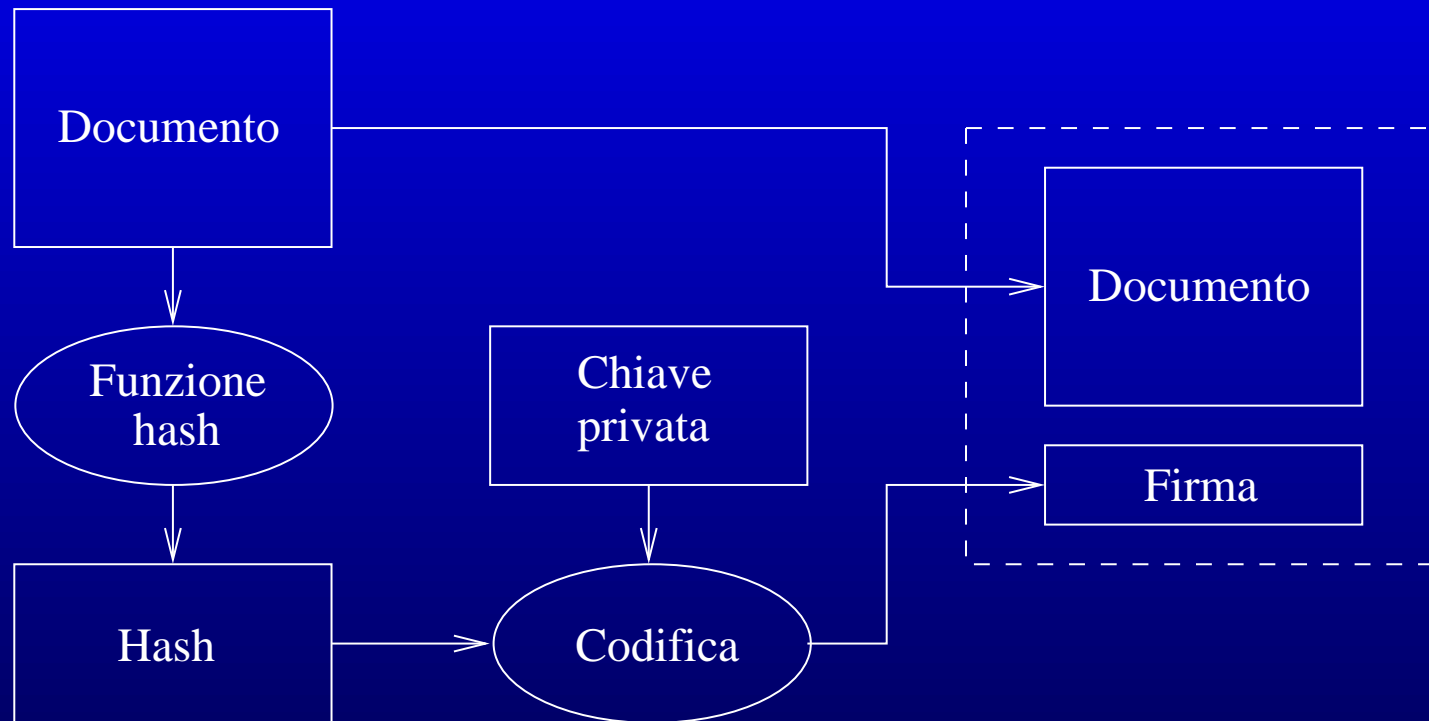 Documento
Documento
Funzione
hash
Chiave
privata
Firma
Hash
Codifica